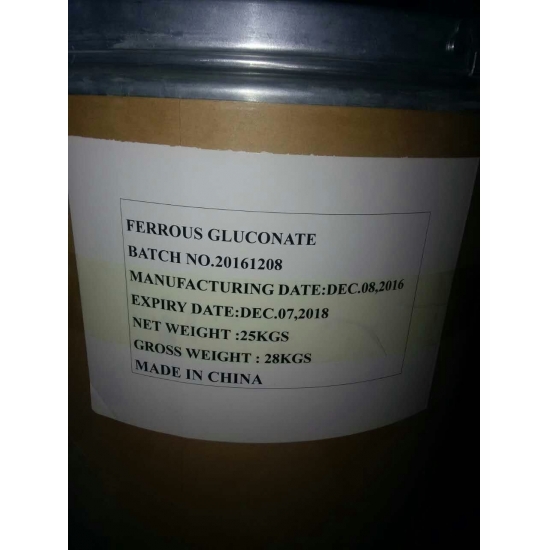 FERROUS GLUCONATE
BATCH NO.20161208
MANUFACTURING DATE:DEC.08,2016
EXPIRY DATE:DEC.07,2018
NET WEIGHT :25KGS
GROSS WEIGHT : 28KGS
MADE IN CHINA